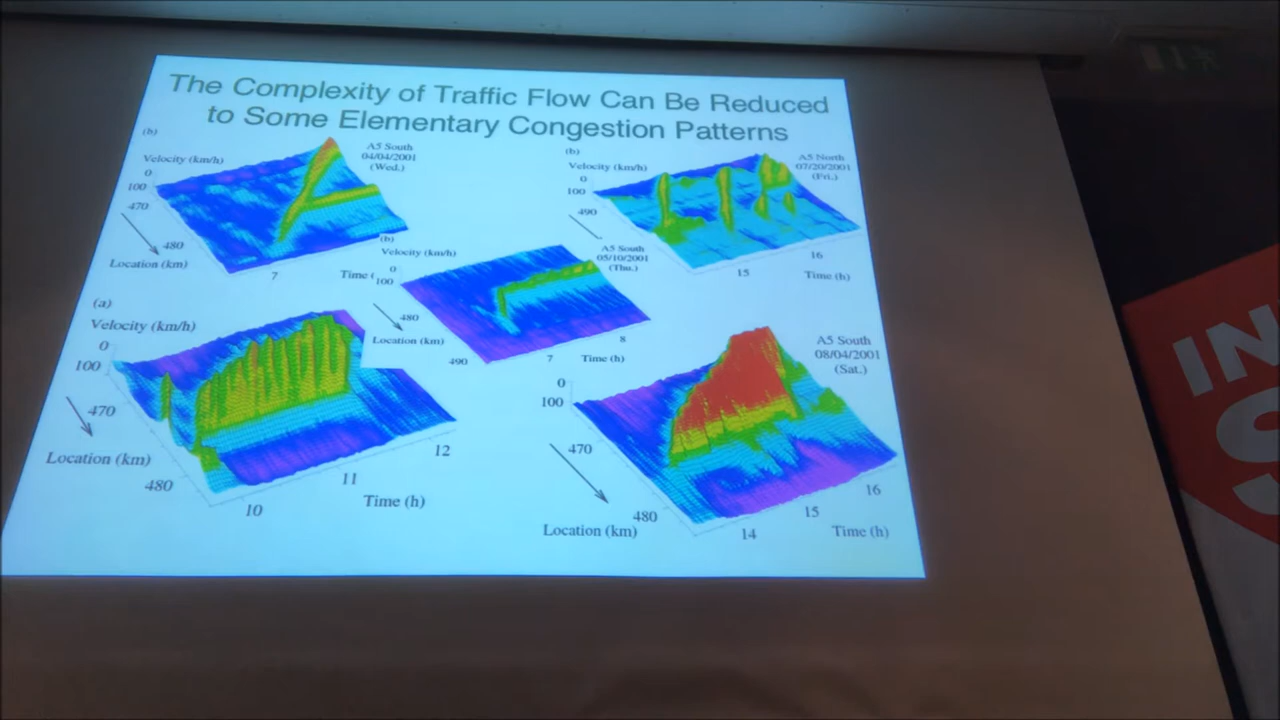 The Complexity of Traffic Flow Can Be Reduced
to Some Elementary Congestion Patterns
(b)
Velocity (km/h)
0
100
470
480
Location (km)
7
Time (
A5 South
04/04/2001
(Wed.)
(b)
Velocity (km/h)
0
100
490
15
16
Time (h)
A5 North
07/20/2001
(Fri.)
(b)
Velocity (km/h)
0
100
480
Location (km)
490
7
8
Time (h)
A5 South
05/10/2001
(Thu.)
(a)
Velocity (km/h)
0
100
470
Location (km)
480
10
11
12
Time (h)
0
100
470
480
Location (km)
14
15
16
Time (h)
A5 South
08/04/2001
(Sat.)
IN
S